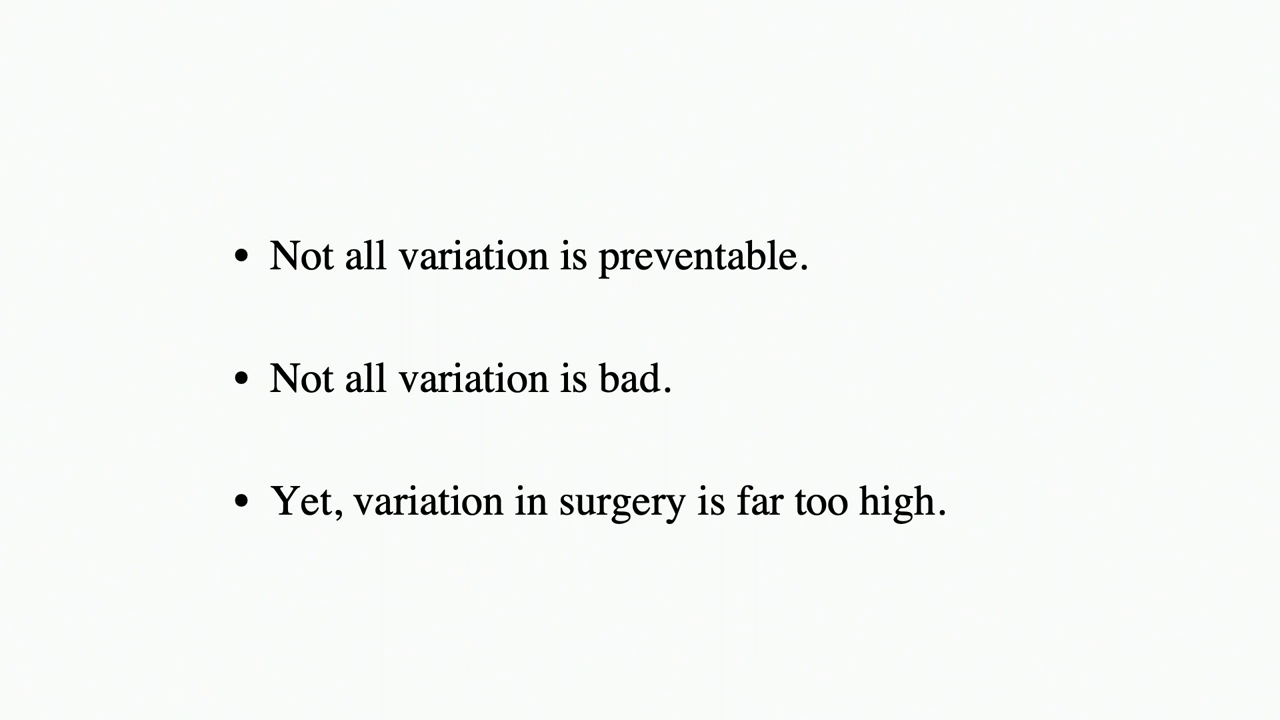 • Not all variation is preventable.
• Not all variation is bad.
• Yet, variation in surgery is far too high.